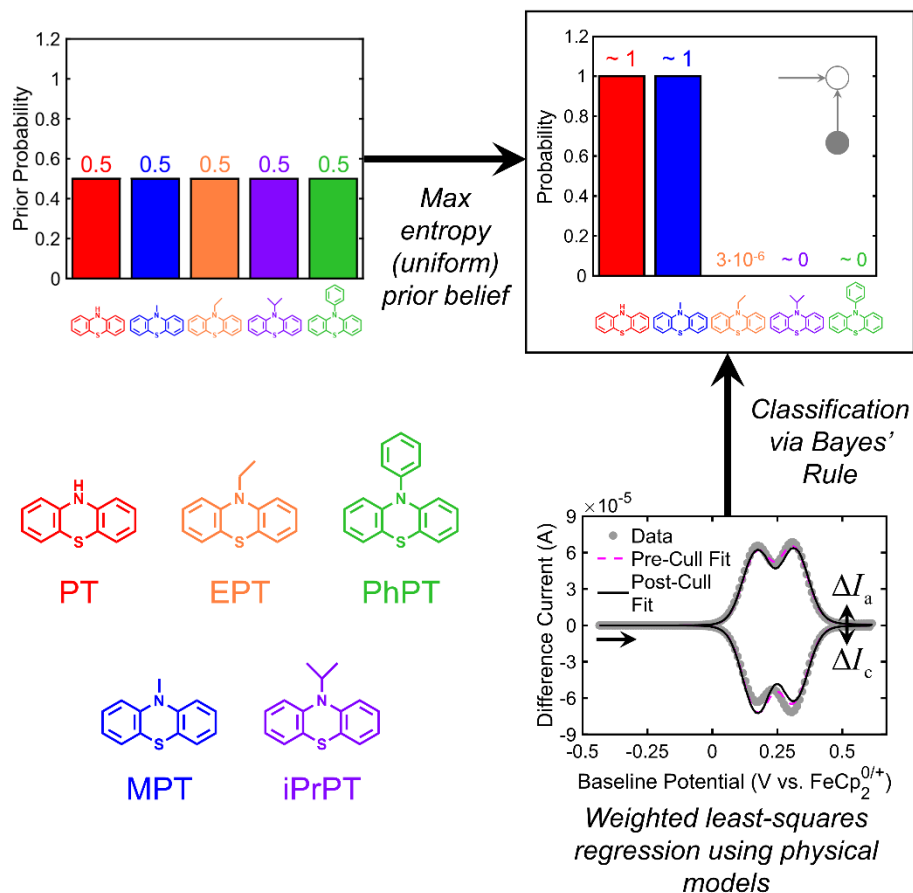 1.2
1
0.8
0.6
0.4
0.2
0
Prior Probability
0.5 0.5 0.5 0.5 0.5
H
N
S
N
S
N
S
N
S
N
S
Max
entropy
(uniform)
prior belief
1.2
1
0.8
0.6
0.4
0.2
0
Probability
~ 1 ~ 1
3·10⁻⁶ ~ 0 ~ 0
H
N
S
N
S
N
S
N
S
N
S
Classification
via Bayes'
Rule
H
N
S
PT
N
S
EPT
N
S
PhPT
N
S
MPT
N
S
iPrPT
×10⁻⁵
9
6
3
0
-3
-6
-9
Difference Current (A)
Data
Pre-Cull Fit
Post-Cull
Fit
ΔIₐ
ΔI_c
-0.5 -0.25 0 0.25 0.5
Baseline Potential (V vs. FeCp₂⁰ᐟ⁺)
Weighted least-squares
regression using physical
models